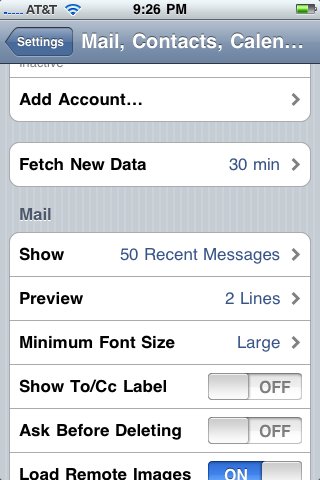 AT&T 9:26 PM
Settings Mail, Contacts, Calen...
Inactive
Add Account...
Fetch New Data 30 min
Mail
Show 50 Recent Messages
Preview 2 Lines
Minimum Font Size Large
Show To/Cc Label OFF
Ask Before Deleting OFF
Load Remote Images ON